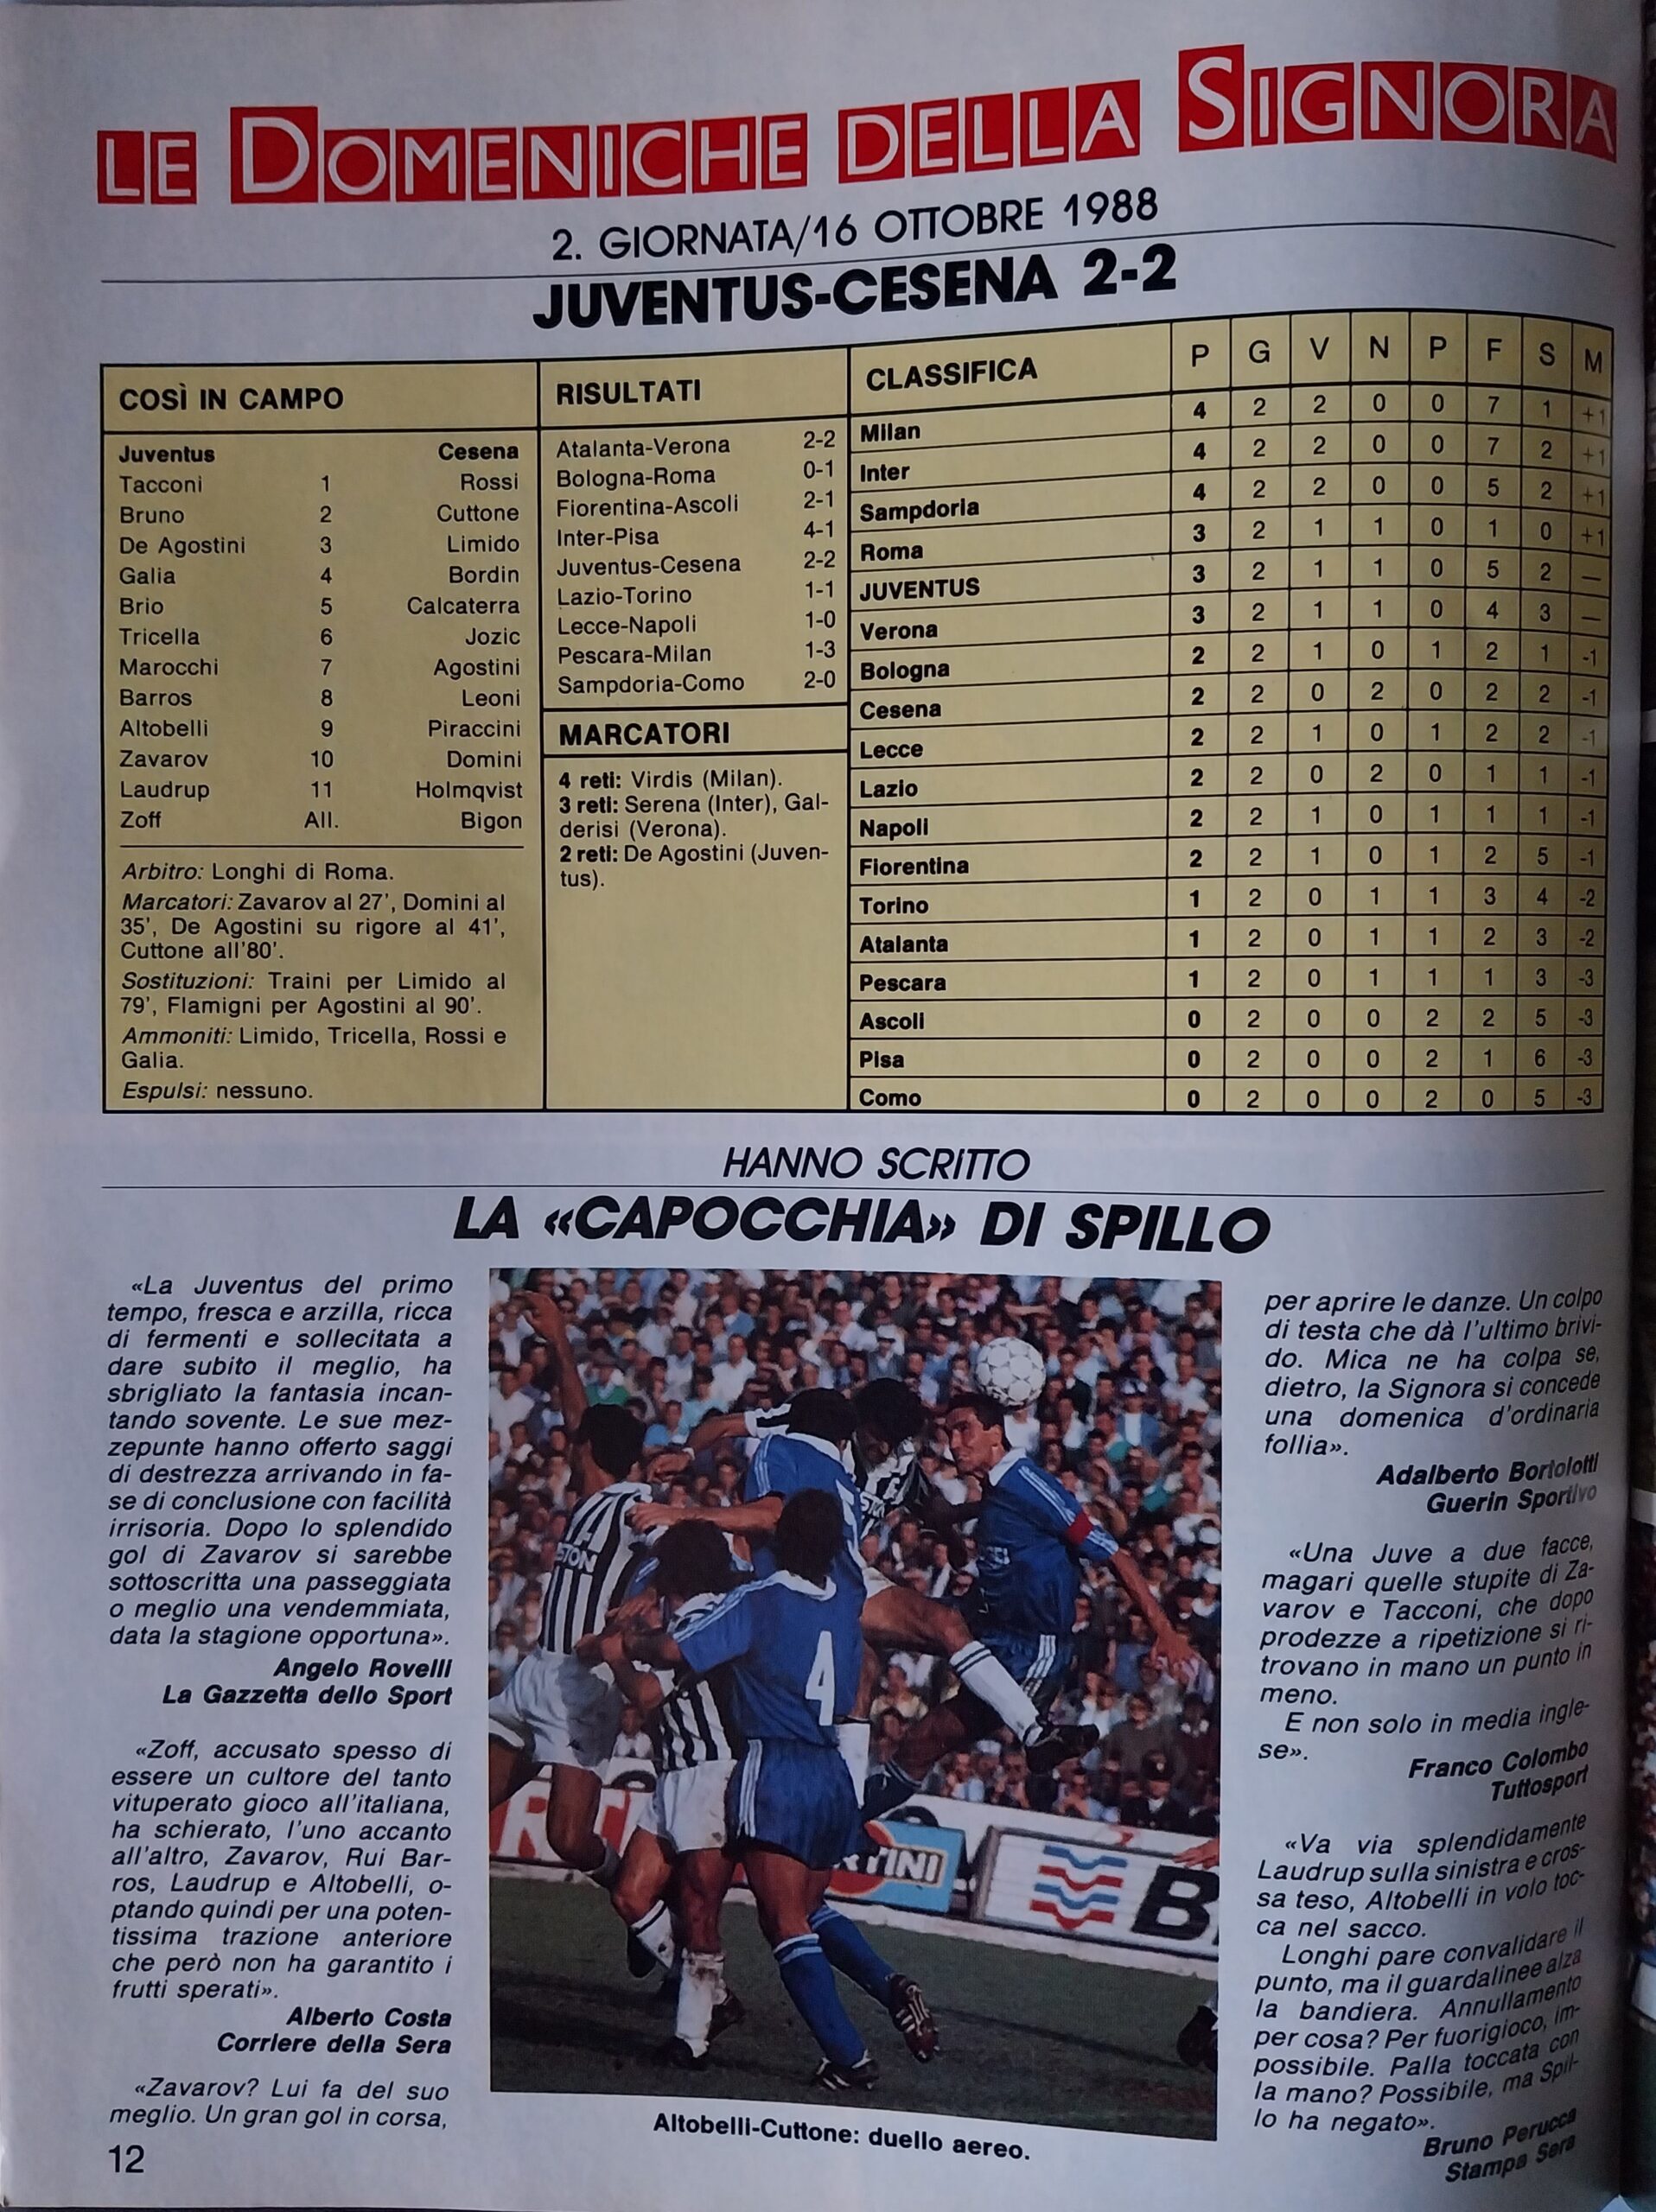 LE DOMENICHE DELLA SIGNORA
2. GIORNATA/16 OTTOBRE 1988
JUVENTUS-CESENA 2-2
COSÌ IN CAMPO
Juventus Cesena
Tacconi 1 Rossi
Bruno 2 Cuttone
De Agostini 3 Limido
Galia 4 Bordin
Brio 5 Calcaterra
Tricella 6 Jozic
Marocchi 7 Agostini
Barros 8 Leoni
Altobelli 9 Piraccini
Zavarov 10 Domini
Laudrup 11 Holmqvist
Zoff All. Bigon
Arbitro: Longhi di Roma.
Marcatori: Zavarov al 27', Domini al
35', De Agostini su rigore al 41',
Cuttone all'80'.
Sostituzioni: Traini per Limido al
79', Flamigni per Agostini al 90'.
Ammoniti: Limido, Tricella, Rossi e
Galia.
Espulsi: nessuno.
RISULTATI
Atalanta-Verona 2-2
Bologna-Roma 0-1
Fiorentina-Ascoli 2-1
Inter-Pisa 4-1
Juventus-Cesena 2-2
Lazio-Torino 1-1
Lecce-Napoli 1-0
Pescara-Milan 1-3
Sampdoria-Como 2-0
MARCATORI
4 reti: Virdis (Milan).
3 reti: Serena (Inter), Gal-
derisi (Verona).
2 reti: De Agostini (Juven-
tus).
CLASSIFICA P G V N P F S M
Milan 4 2 2 0 0 7 1 +1
Inter 4 2 2 0 0 7 2 +1
Sampdoria 4 2 2 0 0 5 2 +1
Roma 3 2 1 1 0 1 0 +1
JUVENTUS 3 2 1 1 0 5 2 —
Verona 3 2 1 1 0 4 3 —
Bologna 2 2 1 0 1 2 1 -1
Cesena 2 2 0 2 0 2 2 -1
Lecce 2 2 1 0 1 2 2 -1
Lazio 2 2 0 2 0 1 1 -1
Napoli 2 2 1 0 1 1 1 -1
Fiorentina 2 2 1 0 1 2 5 -1
Torino 1 2 0 1 1 3 4 -2
Atalanta 1 2 0 1 1 2 3 -2
Pescara 1 2 0 1 1 1 3 -3
Ascoli 0 2 0 0 2 2 5 -3
Pisa 0 2 0 0 2 1 6 -3
Como 0 2 0 0 2 0 5 -3
HANNO SCRITTO
LA «CAPOCCHIA» DI SPILLO
«La Juventus del primo
tempo, fresca e arzilla, ricca
di fermenti e sollecitata a
dare subito il meglio, ha
sbrigliato la fantasia incan-
tando sovente. Le sue mez-
zepunte hanno offerto saggi
di destrezza arrivando in fa-
se di conclusione con facilità
irrisoria. Dopo lo splendido
gol di Zavarov si sarebbe
sottoscritta una passeggiata
o meglio una vendemmiata,
data la stagione opportuna».
Angelo Rovelli
La Gazzetta dello Sport
«Zoff, accusato spesso di
essere un cultore del tanto
vituperato gioco all'italiana,
ha schierato, l'uno accanto
all'altro, Zavarov, Rui Bar-
ros, Laudrup e Altobelli, o-
ptando quindi per una poten-
tissima trazione anteriore
che però non ha garantito i
frutti sperati».
Alberto Costa
Corriere della Sera
«Zavarov? Lui fa del suo
meglio. Un gran gol in corsa,
4
RTINI
B
Altobelli-Cuttone: duello aereo.
per aprire le danze. Un colpo
di testa che dà l'ultimo brivi-
do. Mica ne ha colpa se,
dietro, la Signora si concede
una domenica d'ordinaria
follia».
Adalberto Bortolotti
Guerin Sportivo
«Una Juve a due facce,
magari quelle stupite di Za-
varov e Tacconi, che dopo
prodezze a ripetizione si ri-
trovano in mano un punto in
meno.
E non solo in media ingle-
se».
Franco Colombo
Tuttosport
«Va via splendidamente
Laudrup sulla sinistra e cros-
sa teso, Altobelli in volo toc-
ca nel sacco.
Longhi pare convalidare il
punto, ma il guardalinee alza
la bandiera. Annullamento
per cosa? Per fuorigioco, im-
possibile. Palla toccata con
la mano? Possibile, ma Spil-
lo ha negato».
Bruno Perucca
Stampa Sera
12